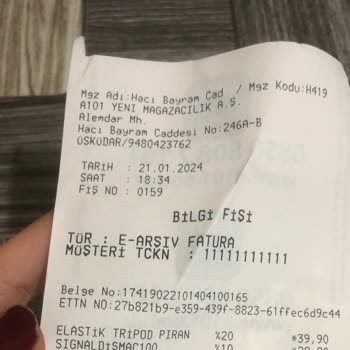 Mgz Adı:Hacı Bayram Cad / Mgz Kodu:H419
A101 YENI MAGAZACILIK A.Ş.
Alemdar Mh.
Hacı Bayram Caddesi No:246A-B
ÜSKÜDAR/9480423762
TARİH : 21.01.2024
SAAT : 18:34
FİŞ NO : 0159
BİLGİ FİŞİ
TÜR : E-ARŞIV FATURA
MÜŞTERİ TCKN : 11111111111
Belge No:17419022101404100165
ETTN NO:27b821b9-e359-439f-8823-61ffec6d9c44
ELASTİK TRİPOD PIRAN %20 *39,90